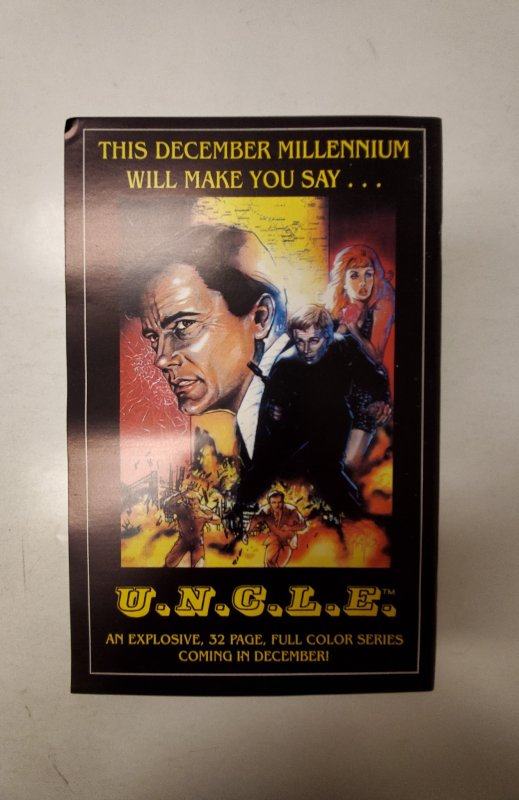 THIS DECEMBER MILLENNIUM
WILL MAKE YOU SAY . . .
U.N.C.L.E.™
AN EXPLOSIVE, 32 PAGE, FULL COLOR SERIES
COMING IN DECEMBER!